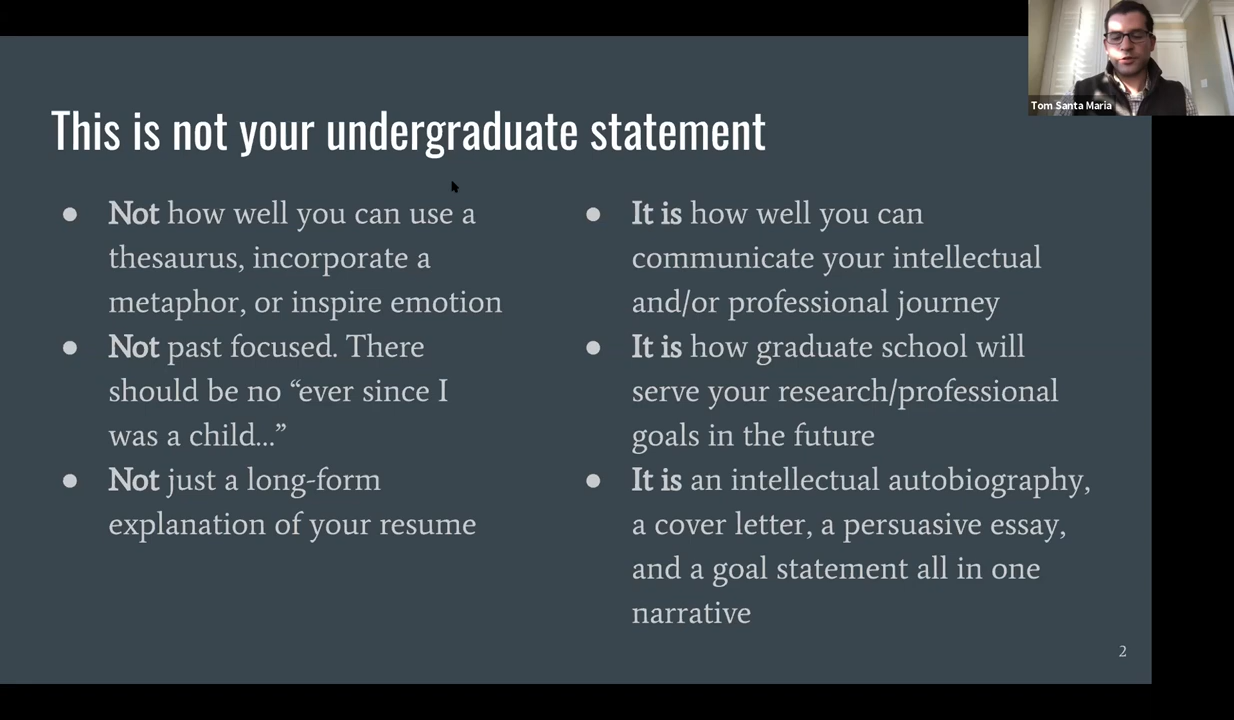 Tom Santa Maria
This is not your undergraduate statement
● Not how well you can use a
thesaurus, incorporate a
metaphor, or inspire emotion
● Not past focused. There
should be no “ever since I
was a child...”
● Not just a long-form
explanation of your resume
● It is how well you can
communicate your intellectual
and/or professional journey
● It is how graduate school will
serve your research/professional
goals in the future
● It is an intellectual autobiography,
a cover letter, a persuasive essay,
and a goal statement all in one
narrative
2